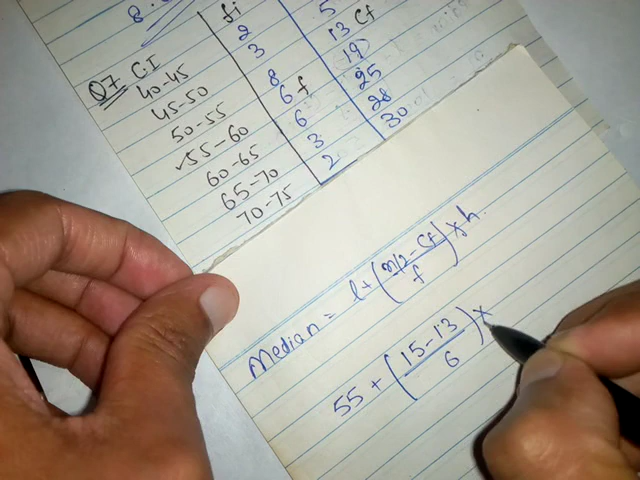 8.
fi
Q7 C.I 2 5
40-45 3 13 Cf
45-50 8 19
50-55 6 f 25
✓55-60 6 28
60-65 3 30
65-70 2
70-75
Median = l + (n/2 - Cf / f) × h.
55 + (15-13 / 6) ×